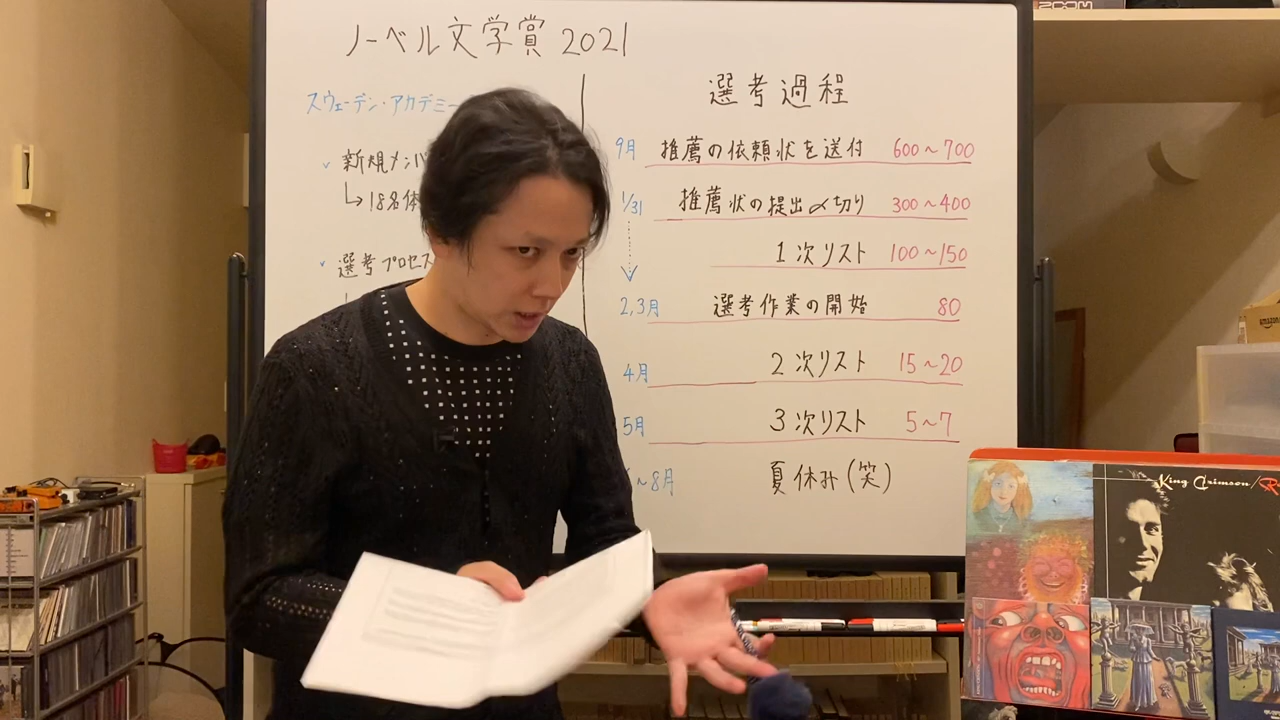 ノーベル文学賞 2021
スウェーデン・アカデミー
✓ 新規メンバ
↳ 18名体
✓ 選考プロセス
選考過程
9月 推薦の依頼状を送付 600〜700
1/31 推薦状の提出〆切り 300〜400
1次リスト 100〜150
2,3月 選考作業の開始 80
4月 2次リスト 15〜20
5月 3次リスト 5〜7
〜8月 夏休み(笑)
ZOOM
amazon
King Crimson/R